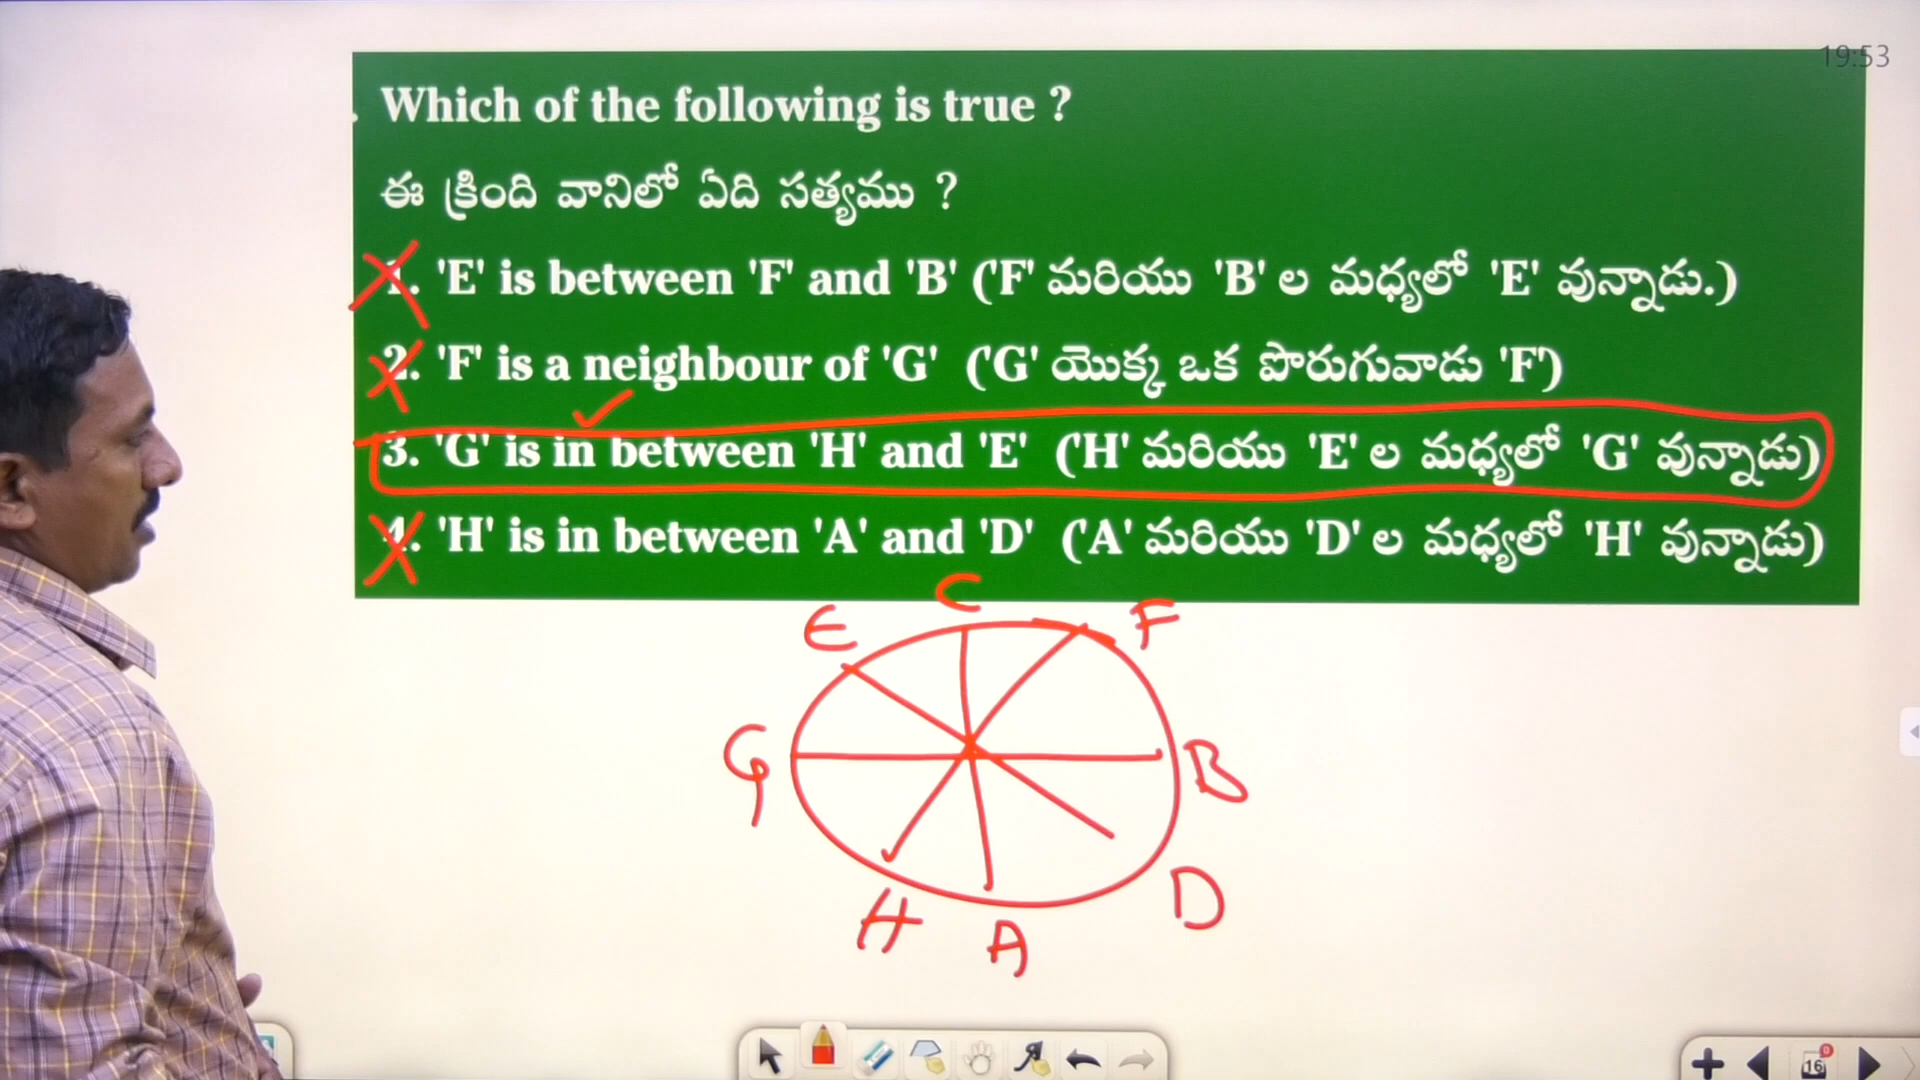 19:53
. Which of the following is true ?
ఈ క్రింది వానిలో ఏది సత్యము ?
1. 'E' is between 'F' and 'B' ('F' మరియు 'B' ల మధ్యలో 'E' వున్నాడు.)
2. 'F' is a neighbour of 'G' ('G' యొక్క ఒక పొరుగువాడు 'F')
3. 'G' is in between 'H' and 'E' ('H' మరియు 'E' ల మధ్యలో 'G' వున్నాడు)
4. 'H' is in between 'A' and 'D' ('A' మరియు 'D' ల మధ్యలో 'H' వున్నాడు)
E C F
G B
H A D
16 0